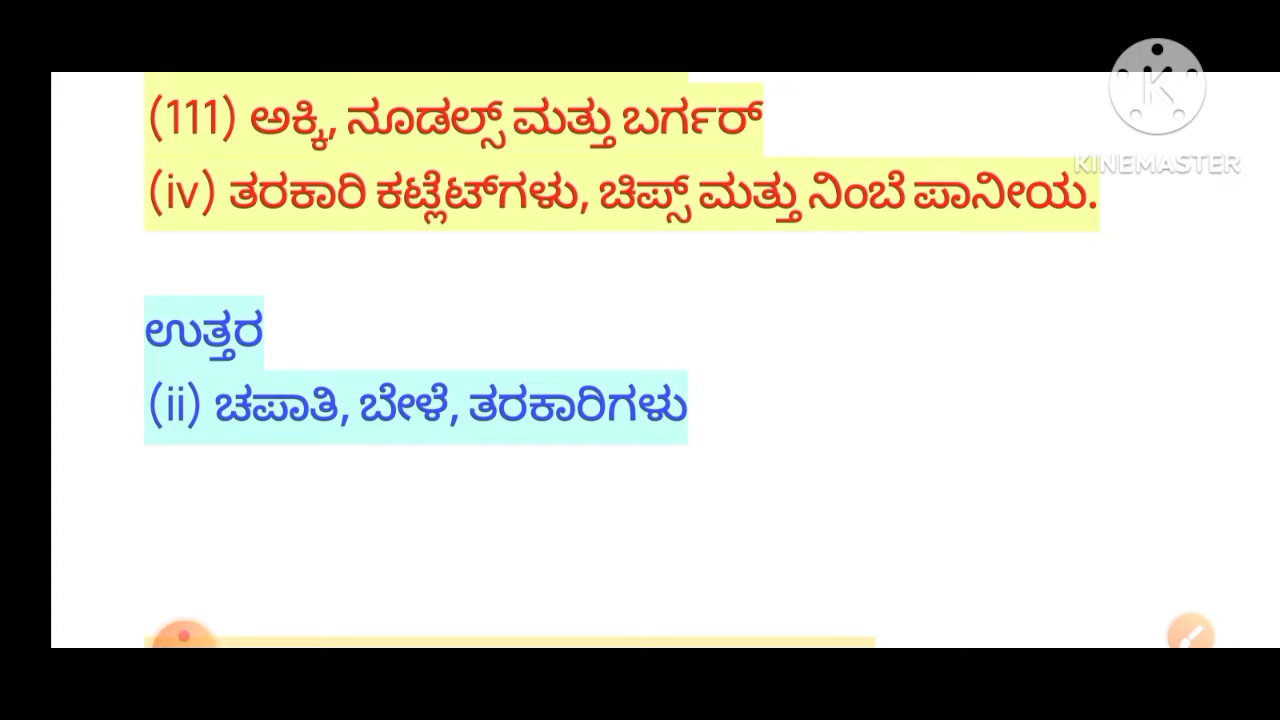 (111) ಅಕ್ಕಿ, ನೂಡಲ್ಸ್ ಮತ್ತು ಬರ್ಗರ್
(iv) ತರಕಾರಿ ಕಟ್ಲೆಟ್‌ಗಳು, ಚಿಪ್ಸ್ ಮತ್ತು ನಿಂಬೆ ಪಾನೀಯ.
ಉತ್ತರ
(ii) ಚಪಾತಿ, ಬೇಳೆ, ತರಕಾರಿಗಳು
K
KINEMASTER